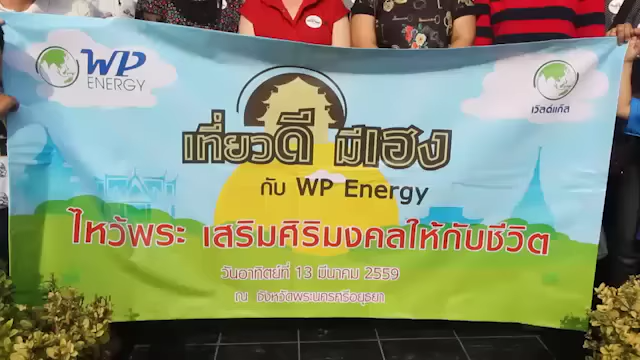 WP
ENERGY
เวิลด์แก๊ส
เที่ยวดี มีเฮง
กับ WP Energy
ไหว้พระ เสริมศิริมงคลให้กับชีวิต
วันอาทิตย์ที่ 13 มีนาคม 2559
ณ จังหวัดพระนครศรีอยุธยา